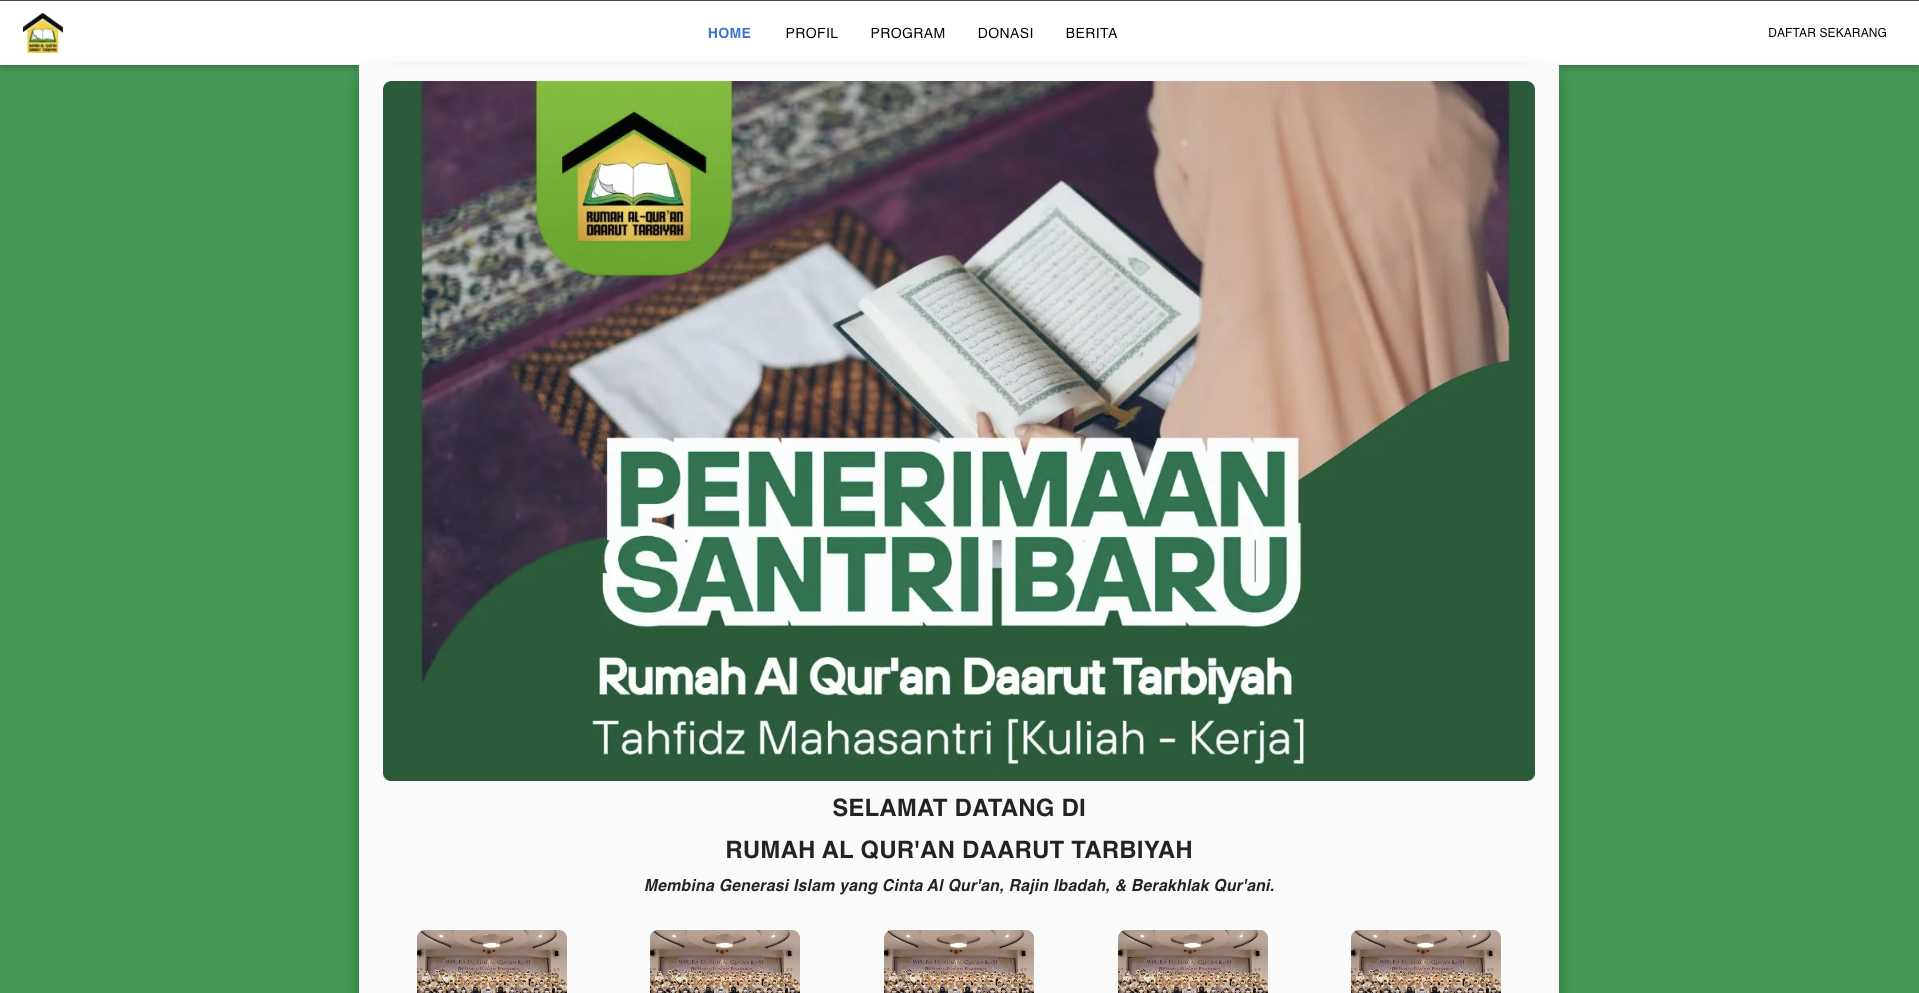 HOME
PROFIL
PROGRAM
DONASI
BERITA
DAFTAR SEKARANG
RUMAH AL-QUR'AN
DAARUT TARBIYAH
PENERIMAAN
SANTRI BARU
Rumah Al Qur'an Daarut Tarbiyah
Tahfidz Mahasantri [Kuliah - Kerja]
SELAMAT DATANG DI
RUMAH AL QUR'AN DAARUT TARBIYAH
Membina Generasi Islam yang Cinta Al Qur'an, Rajin Ibadah, & Berakhlak Qur'ani.